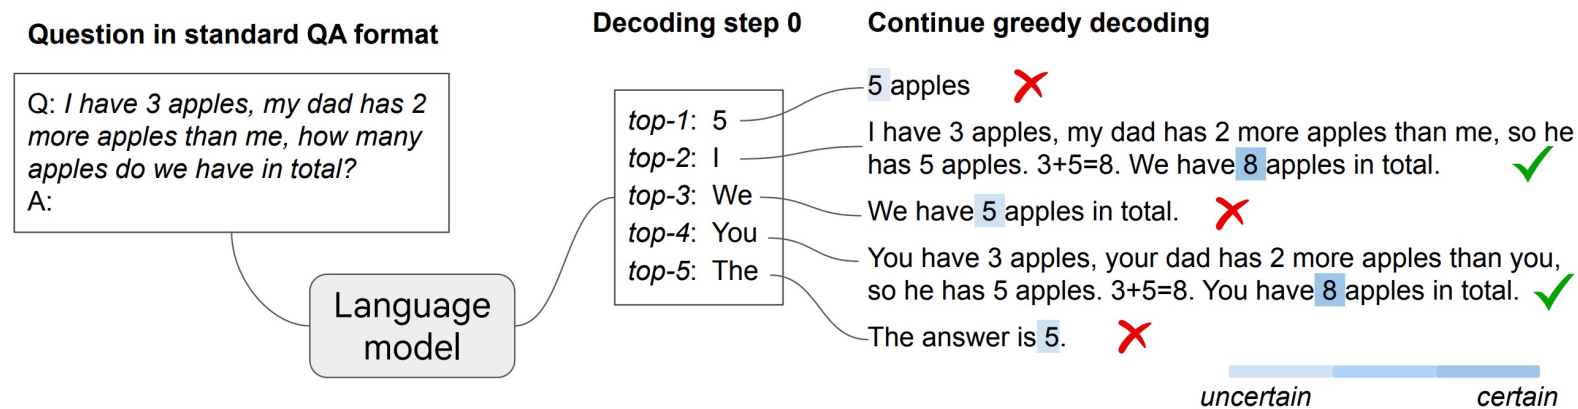 Question in standard QA format
Q: I have 3 apples, my dad has 2
more apples than me, how many
apples do we have in total?
A:
Language
model
Decoding step 0
top-1: 5
top-2: I
top-3: We
top-4: You
top-5: The
Continue greedy decoding
5 apples
I have 3 apples, my dad has 2 more apples than me, so he
has 5 apples. 3+5=8. We have 8 apples in total.
We have 5 apples in total.
You have 3 apples, your dad has 2 more apples than you,
so he has 5 apples. 3+5=8. You have 8 apples in total.
The answer is 5.
uncertain
certain